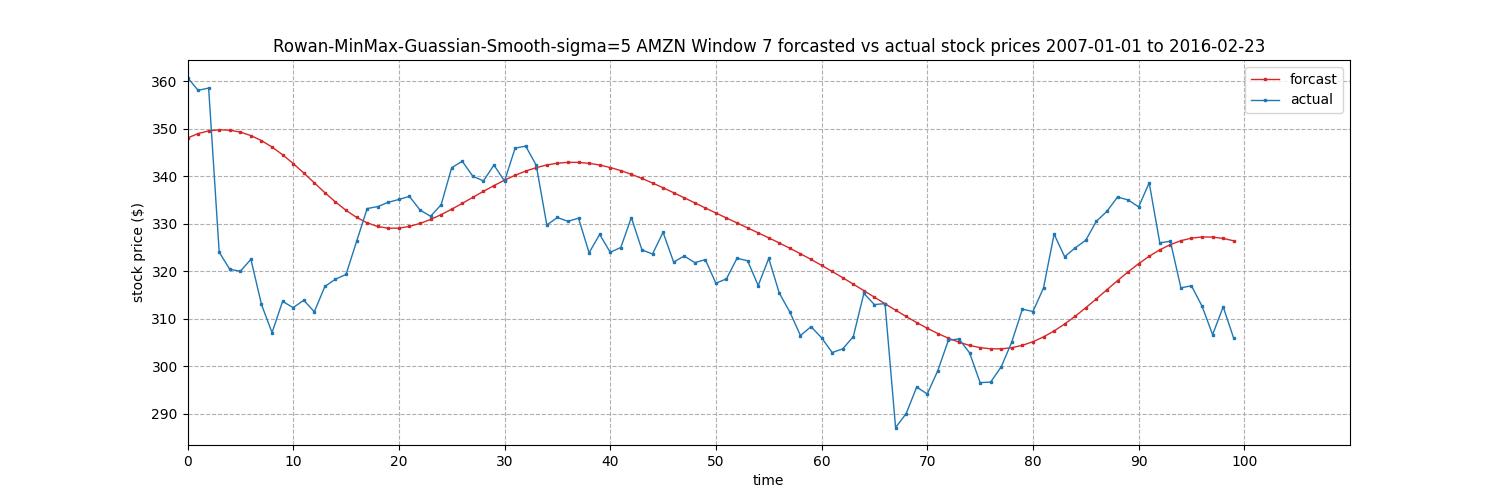 Rowan-MinMax-Guassian-Smooth-sigma=5 AMZN Window 7 forcasted vs actual stock prices 2007-01-01 to 2016-02-23
forcast
actual
stock price ($)
360
350
340
330
320
310
300
290
0 10 20 30 40 50 60 70 80 90 100
time